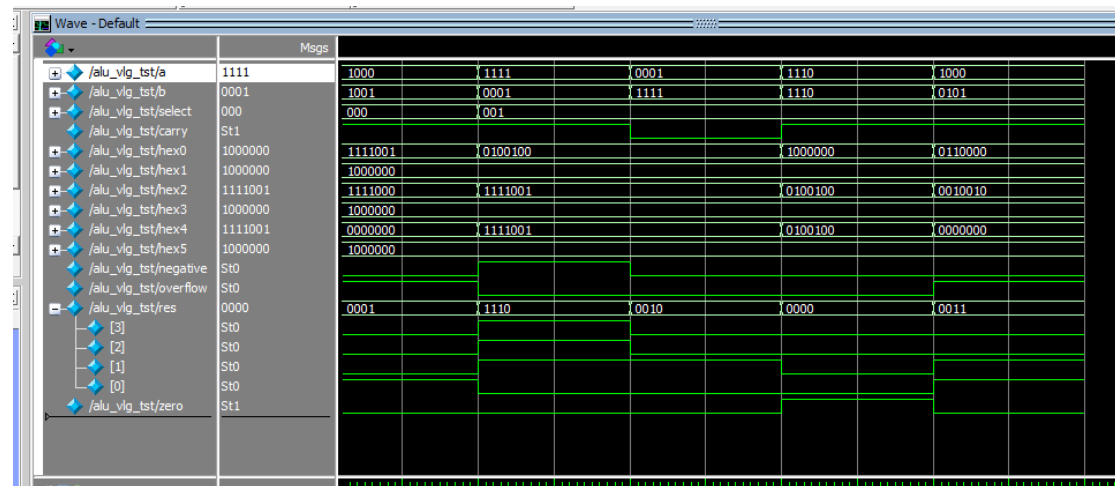 Wave - Default
Msgs
/alu_vlg_tst/a 1111 1000 1111 0001 1110 1000
/alu_vlg_tst/b 0001 1001 0001 1111 1110 0101
/alu_vlg_tst/select 000 000 001
/alu_vlg_tst/carry St1
/alu_vlg_tst/hex0 1000000 1111001 0100100 1000000 0110000
/alu_vlg_tst/hex1 1000000 1000000
/alu_vlg_tst/hex2 1111001 1111000 1111001 0100100 0010010
/alu_vlg_tst/hex3 1000000 1000000
/alu_vlg_tst/hex4 1111001 0000000 1111001 0100100 0000000
/alu_vlg_tst/hex5 1000000 1000000
/alu_vlg_tst/negative St0
/alu_vlg_tst/overflow St0
/alu_vlg_tst/res 0000 0001 1110 0010 0000 0011
[3] St0
[2] St0
[1] St0
[0] St0
/alu_vlg_tst/zero St1